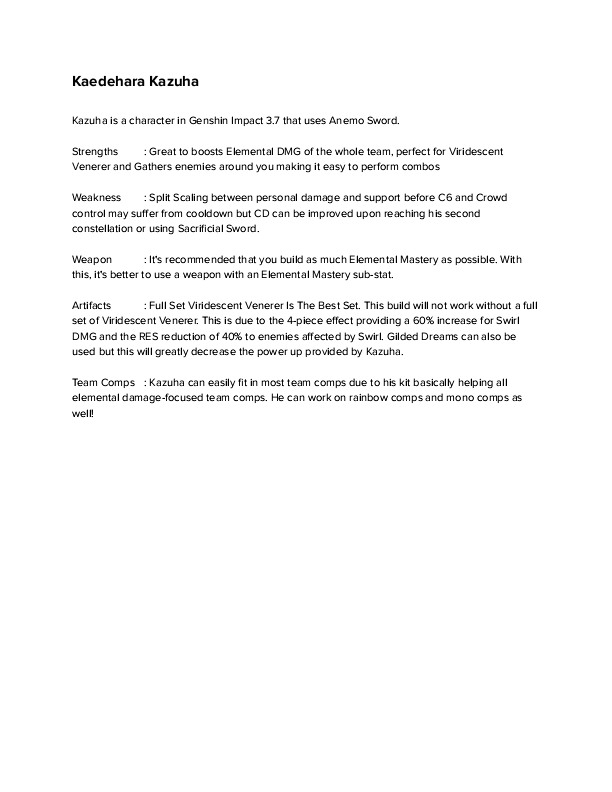 Kaedehara Kazuha
Kazuha is a character in Genshin Impact 3.7 that uses Anemo Sword.
Strengths : Great to boosts Elemental DMG of the whole team, perfect for Viridescent
Venerer and Gathers enemies around you making it easy to perform combos
Weakness : Split Scaling between personal damage and support before C6 and Crowd
control may suffer from cooldown but CD can be improved upon reaching his second
constellation or using Sacrificial Sword.
Weapon : It's recommended that you build as much Elemental Mastery as possible. With
this, it's better to use a weapon with an Elemental Mastery sub-stat.
Artifacts : Full Set Viridescent Venerer Is The Best Set. This build will not work without a full
set of Viridescent Venerer. This is due to the 4-piece effect providing a 60% increase for Swirl
DMG and the RES reduction of 40% to enemies affected by Swirl. Gilded Dreams can also be
used but this will greatly decrease the power up provided by Kazuha.
Team Comps : Kazuha can easily fit in most team comps due to his kit basically helping all
elemental damage-focused team comps. He can work on rainbow comps and mono comps as
well!